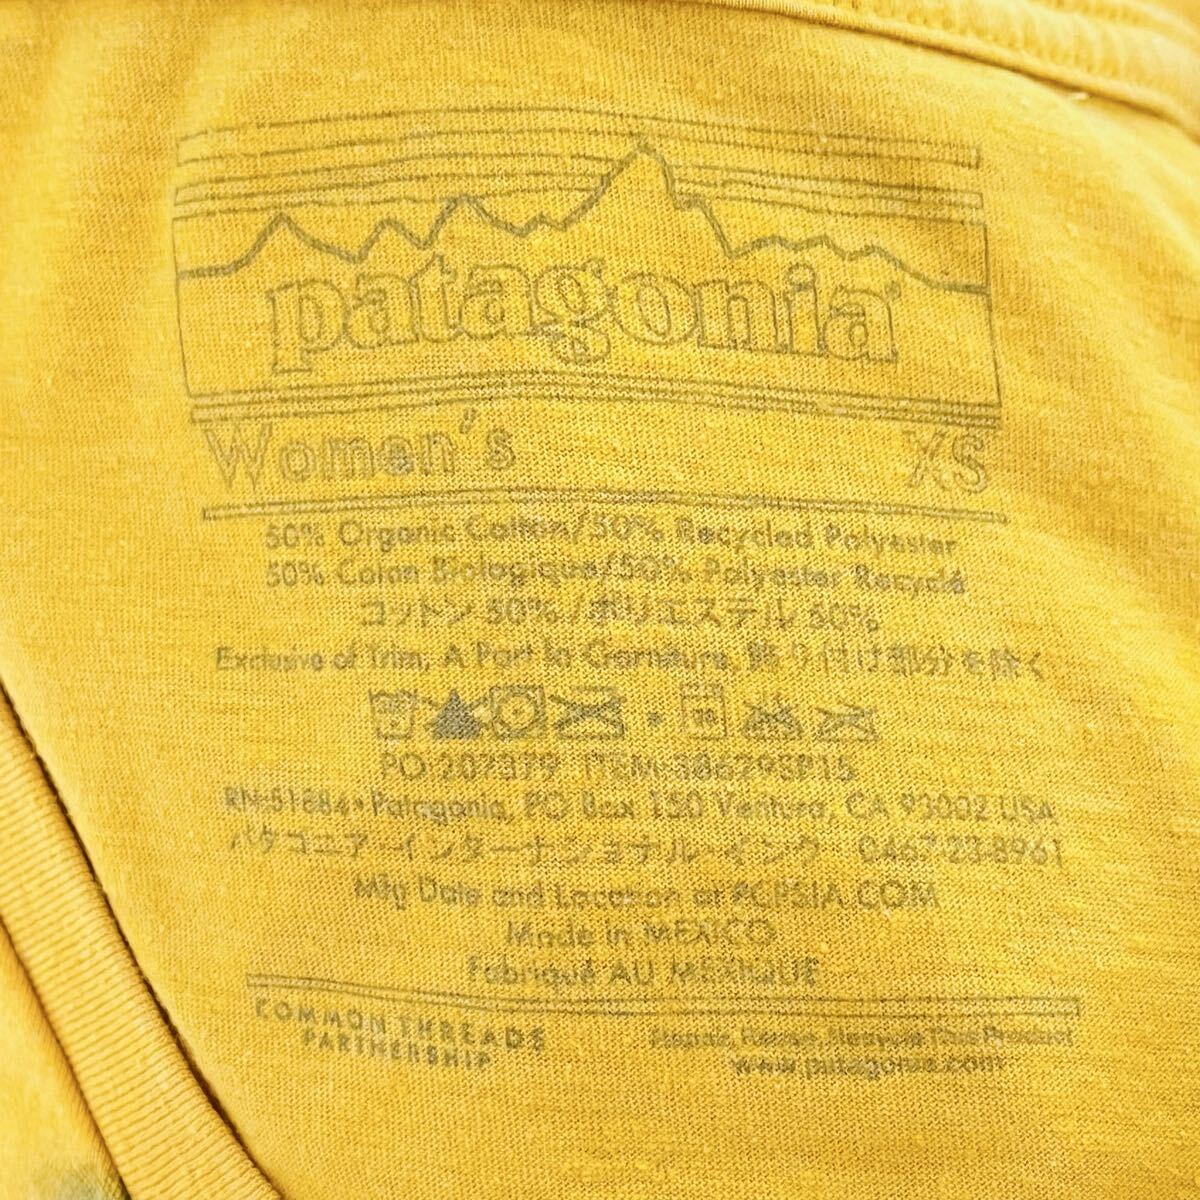 patagonia
Women's XS
50% Organic Cotton/50% Recycled Polyester
50% Coton Biologique/50% Polyester Recyclé
コットン 50%/ポリエステル 50%
Exclusive of Trim, A Part la Garniture, 飾り付け部分を除く
PO:207379 ITEM:38629SP15
RN:51884• Patagonia, PO Box 150 Ventura, CA 93002 USA
パタゴニア・インターナショナル・インク 0467-23-8961
Mfg Date and Location at PCPSIA.COM
Made in MEXICO
Fabriqué AU MEXIQUE
COMMON THREADS
PARTNERSHIP
Repair, Reuse, Recycle This Product
www.patagonia.com